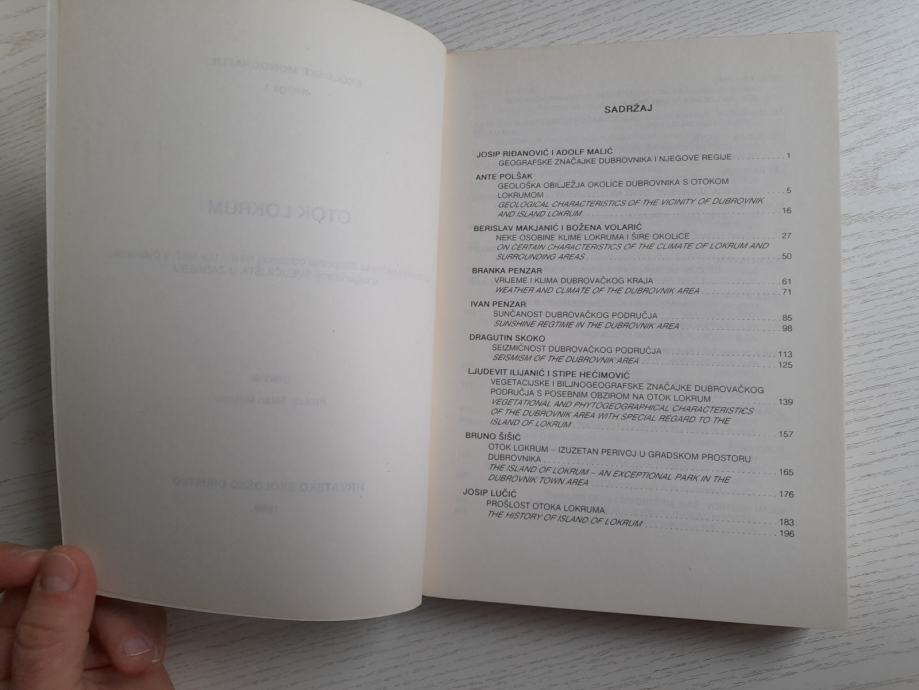 SADRŽAJ
JOSIP RIĐANOVIĆ I ADOLF MALIĆ
GEOGRAFSKE ZNAČAJKE DUBROVNIKA I NJEGOVE REGIJE 1
ANTE POLŠAK
GEOLOŠKA OBILJEŽJA OKOLICE DUBROVNIKA S OTOKOM
LOKRUMOM 5
GEOLOGICAL CHARACTERISTICS OF THE VICINITY OF DUBROVNIK
AND ISLAND LOKRUM 16
BERISLAV MAKJANIĆ I BOŽENA VOLARIĆ
NEKE OSOBINE KLIME LOKRUMA I ŠIRE OKOLICE 27
ON CERTAIN CHARACTERISTICS OF THE CLIMATE OF LOKRUM AND
SURROUNDING AREAS 50
BRANKA PENZAR
VRIJEME I KLIMA DUBROVAČKOG KRAJA 61
WEATHER AND CLIMATE OF THE DUBROVNIK AREA 71
IVAN PENZAR
SUNČANOST DUBROVAČKOG PODRUČJA 85
SUNSHINE REGTIME IN THE DUBROVNIK AREA 98
DRAGUTIN SKOKO
SEIZMIČNOST DUBROVAČKOG PODRUČJA 113
SEISMISM OF THE DUBROVNIK AREA 125
LJUDEVIT ILIJANIĆ I STIPE HEĆIMOVIĆ
VEGETACIJSKE I BILJNOGEOGRAFSKE ZNAČAJKE DUBROVAČKOG
PODRUČJA S POSEBNIM OBZIROM NA OTOK LOKRUM 139
VEGETATIONAL AND PHYTOGEOGRAPHICAL CHARACTERISTICS
OF THE DUBROVNIK AREA WITH SPECIAL REGARD TO THE
ISLAND OF LOKRUM 157
BRUNO ŠIŠIĆ
OTOK LOKRUM – IZUZETAN PERIVOJ U GRADSKOM PROSTORU
DUBROVNIKA 165
THE ISLAND OF LOKRUM – AN EXCEPTIONAL PARK IN THE
DUBROVNIK TOWN AREA 176
JOSIP LUČIĆ
PROŠLOST OTOKA LOKRUMA 183
THE HISTORY OF ISLAND OF LOKRUM 196